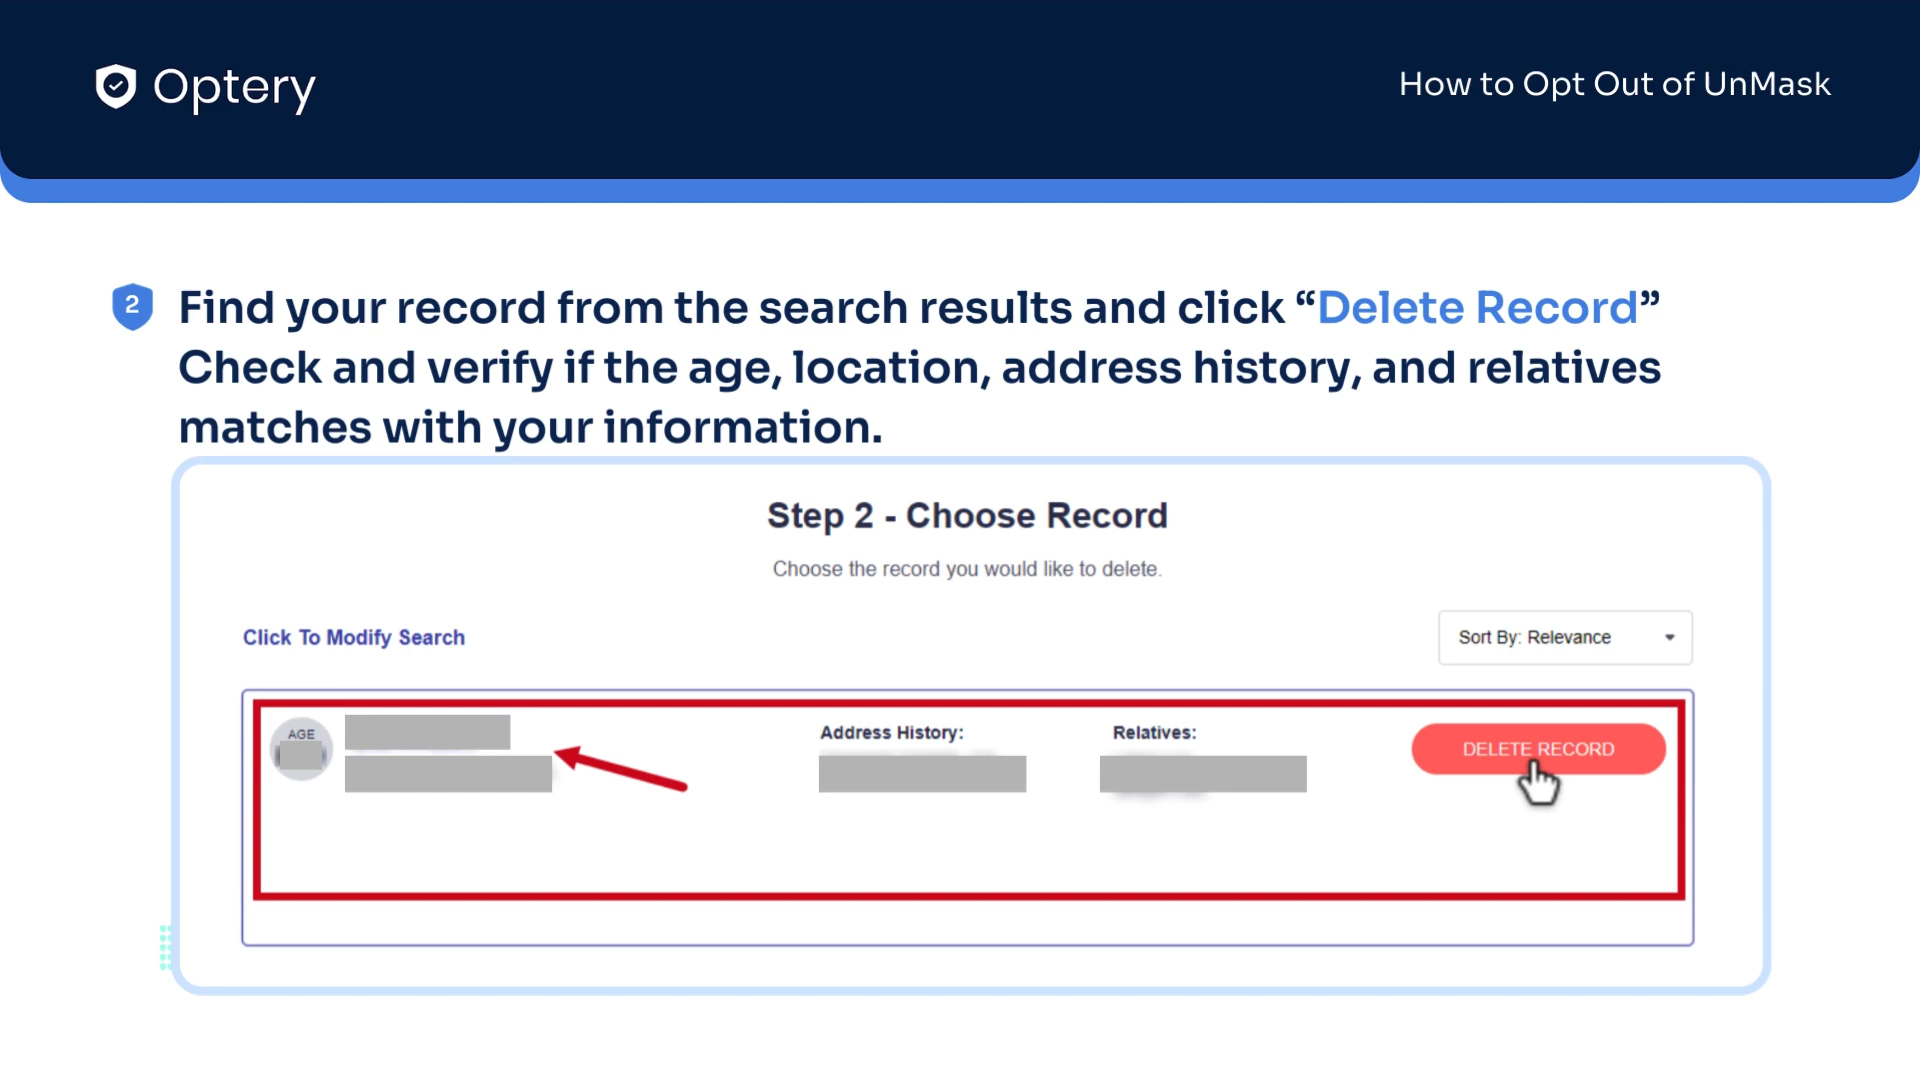 Optery
How to Opt Out of UnMask
2
Find your record from the search results and click “Delete Record”
Check and verify if the age, location, address history, and relatives
matches with your information.
Step 2 - Choose Record
Choose the record you would like to delete.
Click To Modify Search
Sort By: Relevance
AGE
Address History:
Relatives:
DELETE RECORD